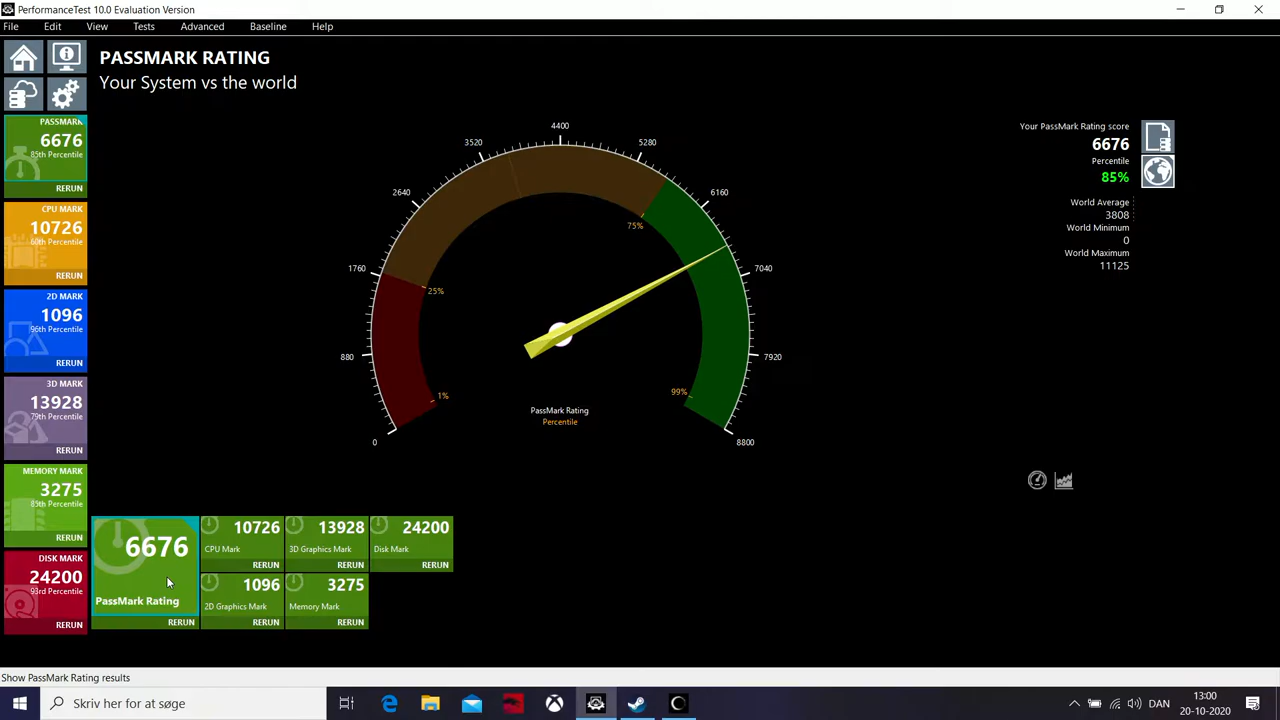 PerformanceTest 10.0 Evaluation Version
File Edit View Tests Advanced Baseline Help
PASSMARK RATING
Your System vs the world
PASSMARK
6676
85th Percentile
RERUN
CPU MARK
10726
60th Percentile
RERUN
2D MARK
1096
96th Percentile
RERUN
3D MARK
13928
79th Percentile
RERUN
MEMORY MARK
3275
85th Percentile
RERUN
DISK MARK
24200
93rd Percentile
RERUN
0
880
1760
2640
3520
4400
5280
6160
7040
7920
8800
1%
25%
75%
99%
PassMark Rating
Percentile
Your PassMark Rating score
6676
Percentile
85%
World Average
3808
World Minimum
0
World Maximum
11125
6676
PassMark Rating
RERUN
10726
CPU Mark
RERUN
13928
3D Graphics Mark
RERUN
24200
Disk Mark
RERUN
1096
2D Graphics Mark
RERUN
3275
Memory Mark
RERUN
Show PassMark Rating results
Skriv her for at søge
DAN
13:00
20-10-2020